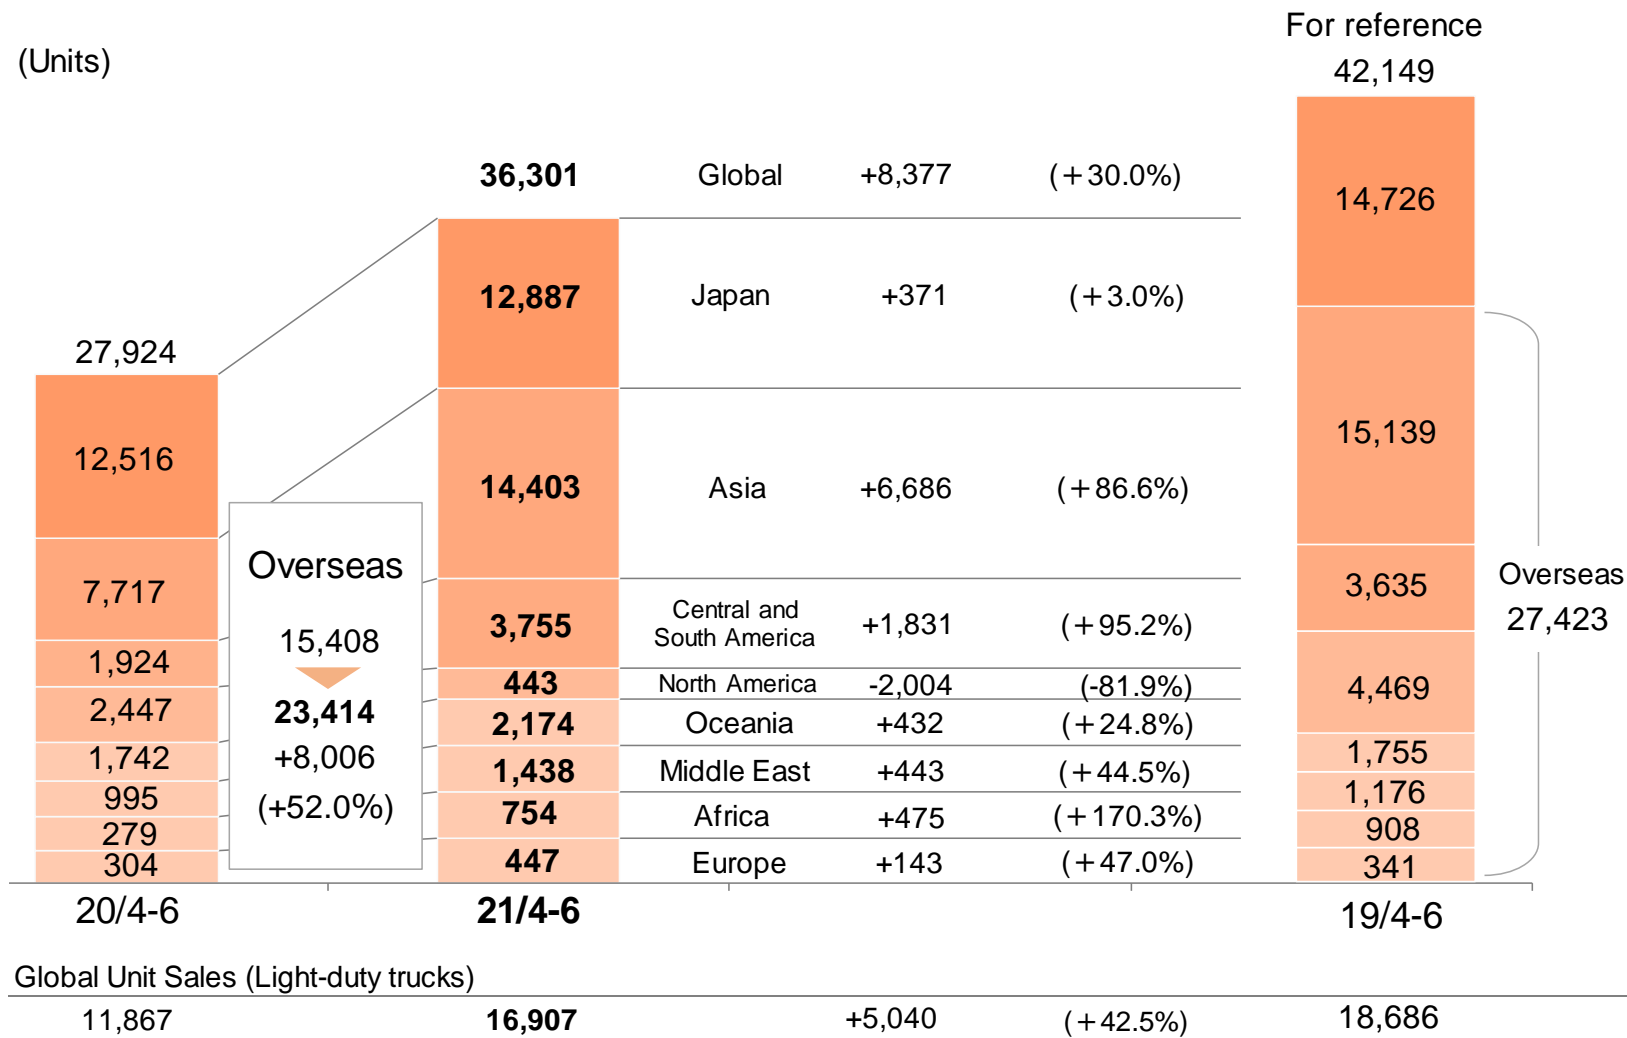 For reference
(Units)
42,149
36,301 Global +8,377 (+30.0%)
14,726
12,887 Japan +371 (+3.0%)
27,924
12,516
14,403 Asia +6,686 (+86.6%)
15,139
7,717
Overseas
15,408
23,414
+8,006
(+52.0%)
3,755 Central and
South America +1,831 (+95.2%)
3,635
Overseas
27,423
1,924
443 North America -2,004 (-81.9%)
4,469
2,447
2,174 Oceania +432 (+24.8%)
1,742
1,755
1,438 Middle East +443 (+44.5%)
995
1,176
754 Africa +475 (+170.3%)
279
908
304
447 Europe +143 (+47.0%)
341
20/4-6 21/4-6 19/4-6
Global Unit Sales (Light-duty trucks)
11,867 16,907 +5,040 (+42.5%) 18,686